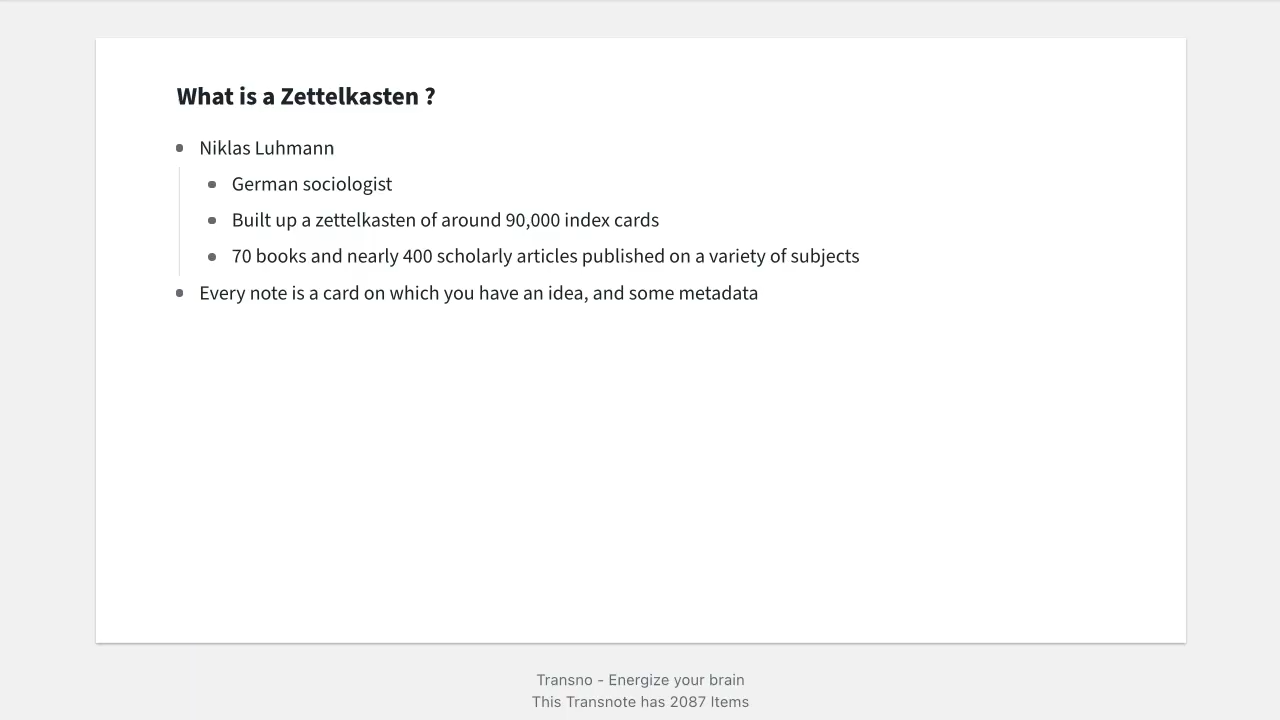 What is a Zettelkasten ?
Niklas Luhmann
German sociologist
Built up a zettelkasten of around 90,000 index cards
70 books and nearly 400 scholarly articles published on a variety of subjects
Every note is a card on which you have an idea, and some metadata
Transno - Energize your brain
This Transnote has 2087 Items